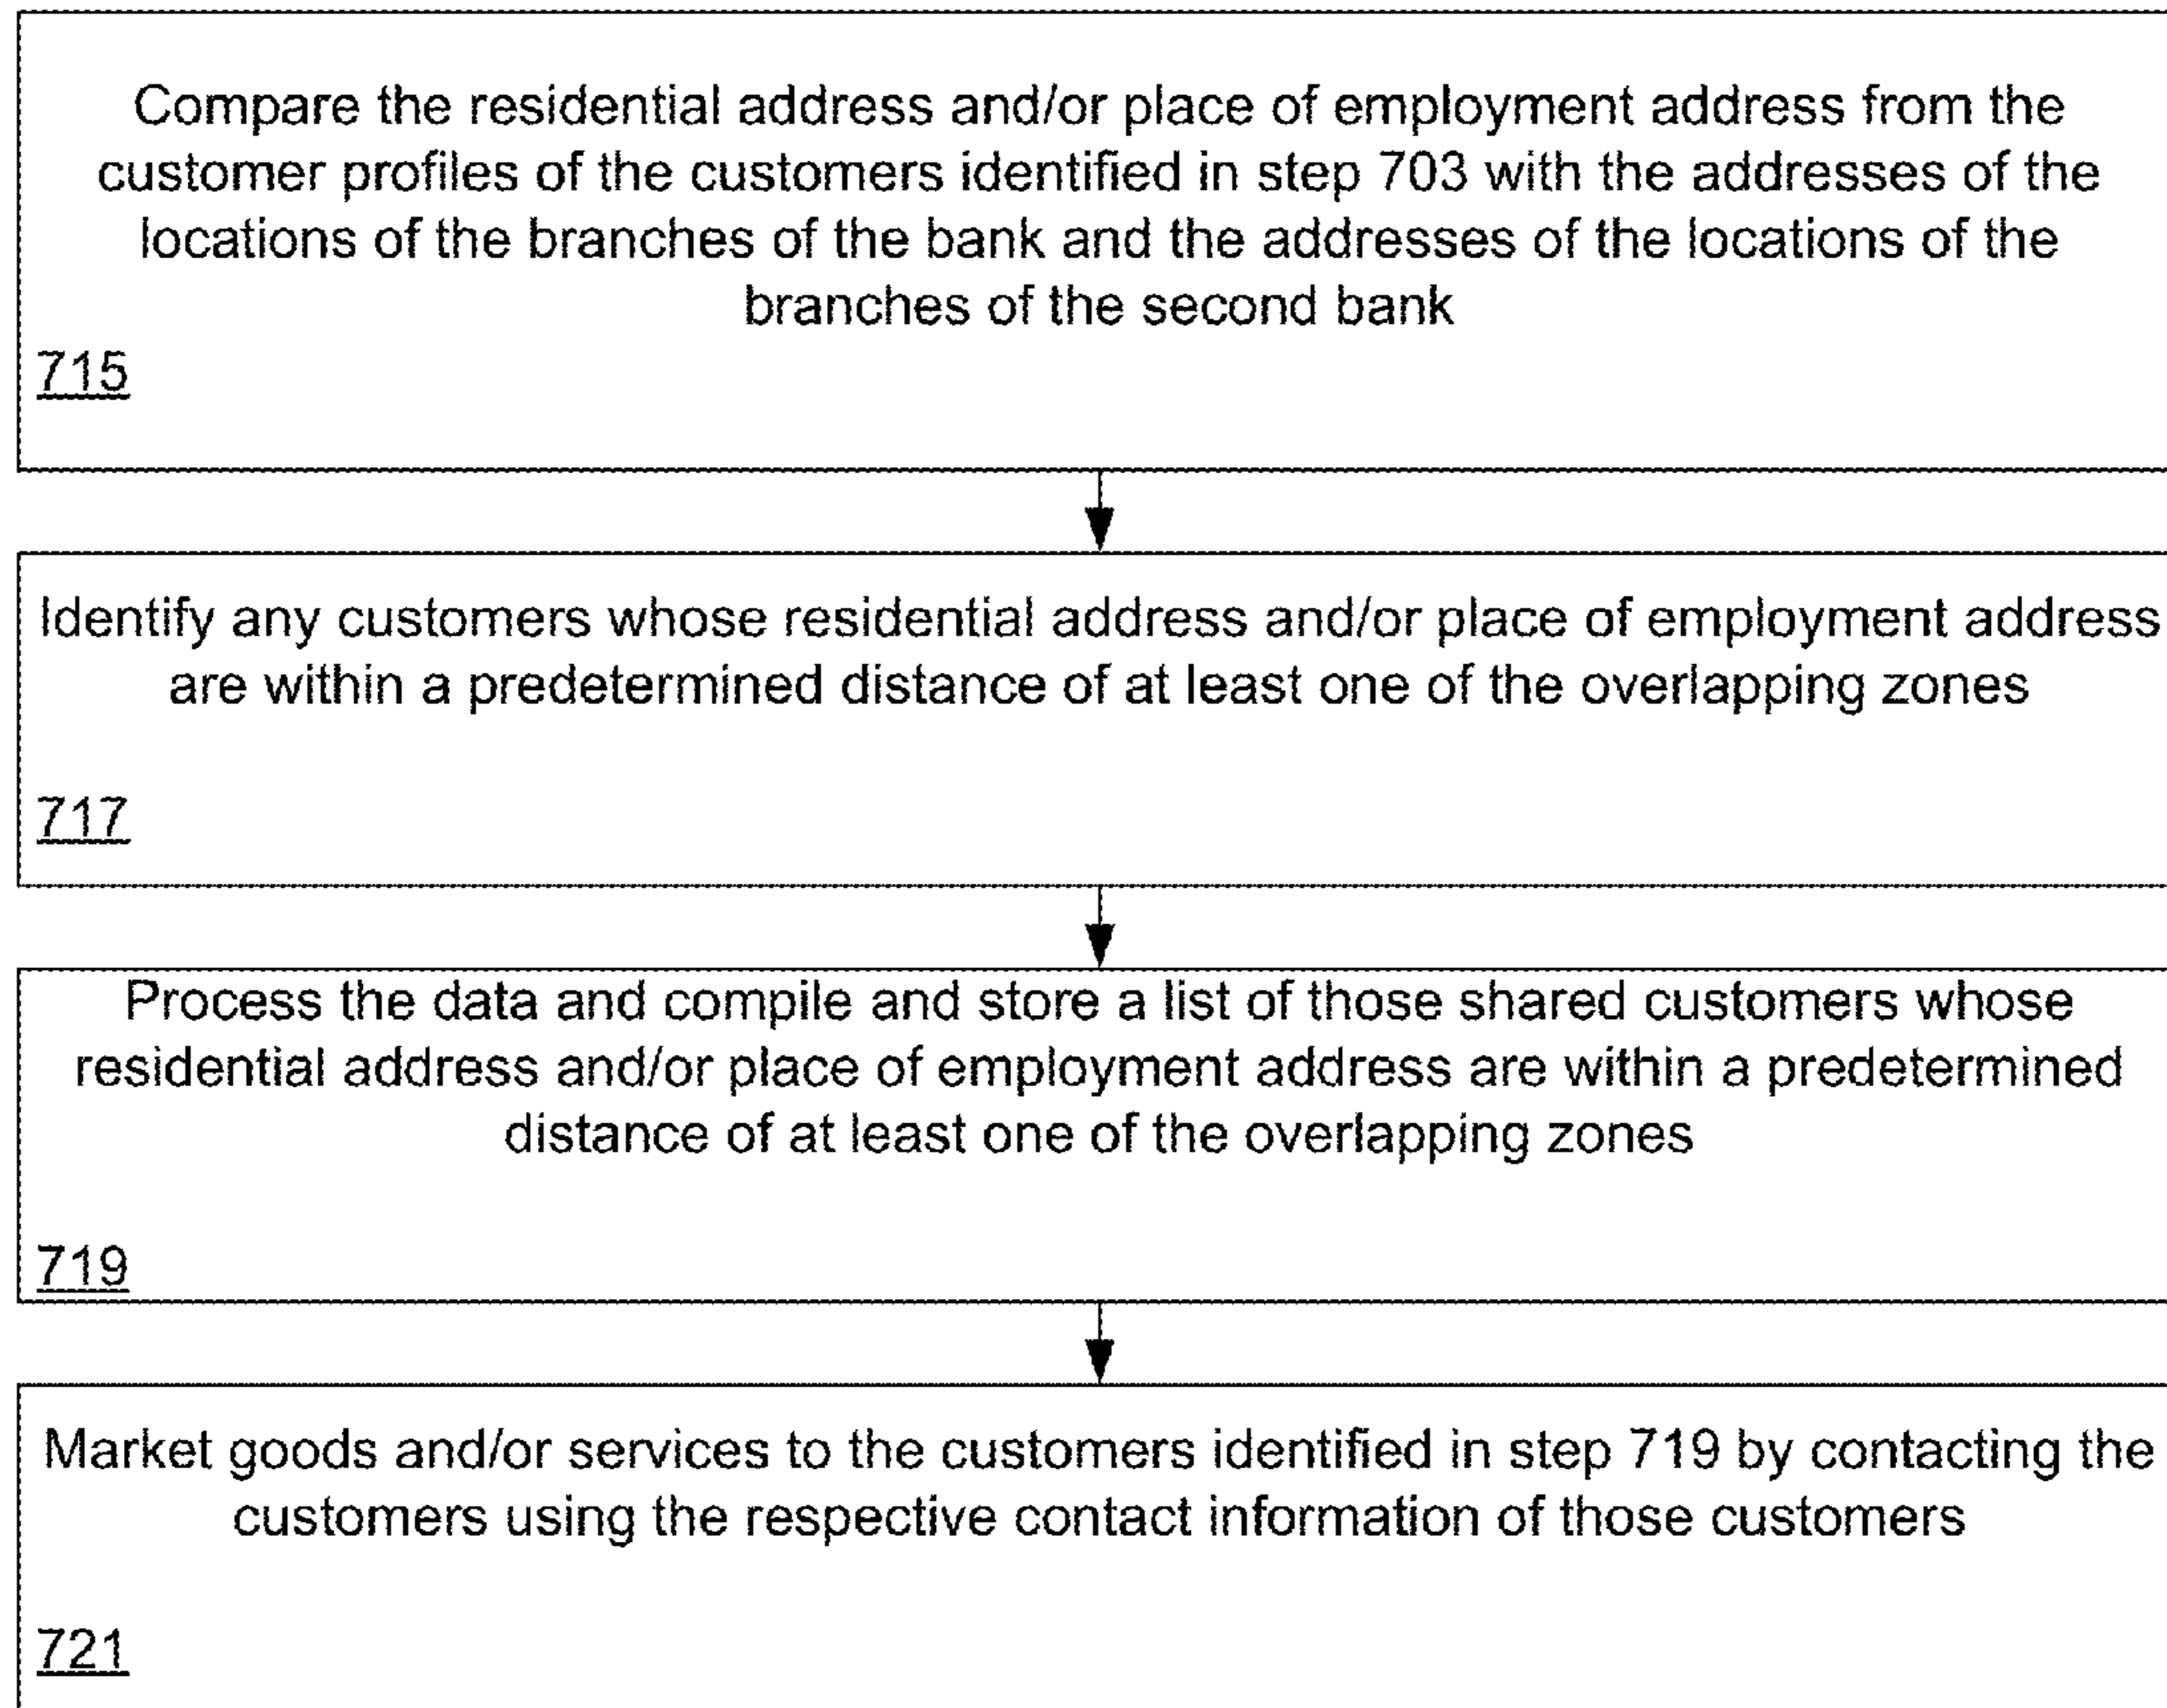 Compare the residential address and/or place of employment address from the
customer profiles of the customers identified in step 703 with the addresses of the
locations of the branches of the bank and the addresses of the locations of the
branches of the second bank
715
Identify any customers whose residential address and/or place of employment address
are within a predetermined distance of at least one of the overlapping zones
717
Process the data and compile and store a list of those shared customers whose
residential address and/or place of employment address are within a predetermined
distance of at least one of the overlapping zones
719
Market goods and/or services to the customers identified in step 719 by contacting the
customers using the respective contact information of those customers
721